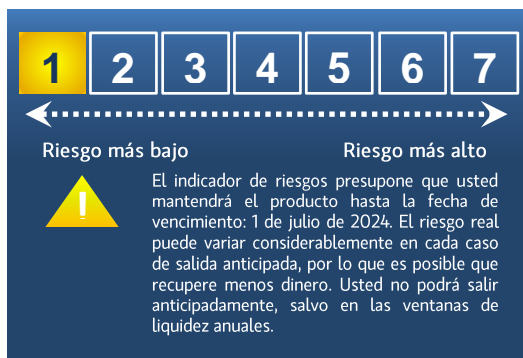 1 2 3 4 5 6 7
Riesgo más bajo Riesgo más alto
!
El indicador de riesgos presupone que usted
mantendrá el producto hasta la fecha de
vencimiento: 1 de julio de 2024. El riesgo real
puede variar considerablemente en cada caso
de salida anticipada, por lo que es posible que
recupere menos dinero. Usted no podrá salir
anticipadamente, salvo en las ventanas de
liquidez anuales.